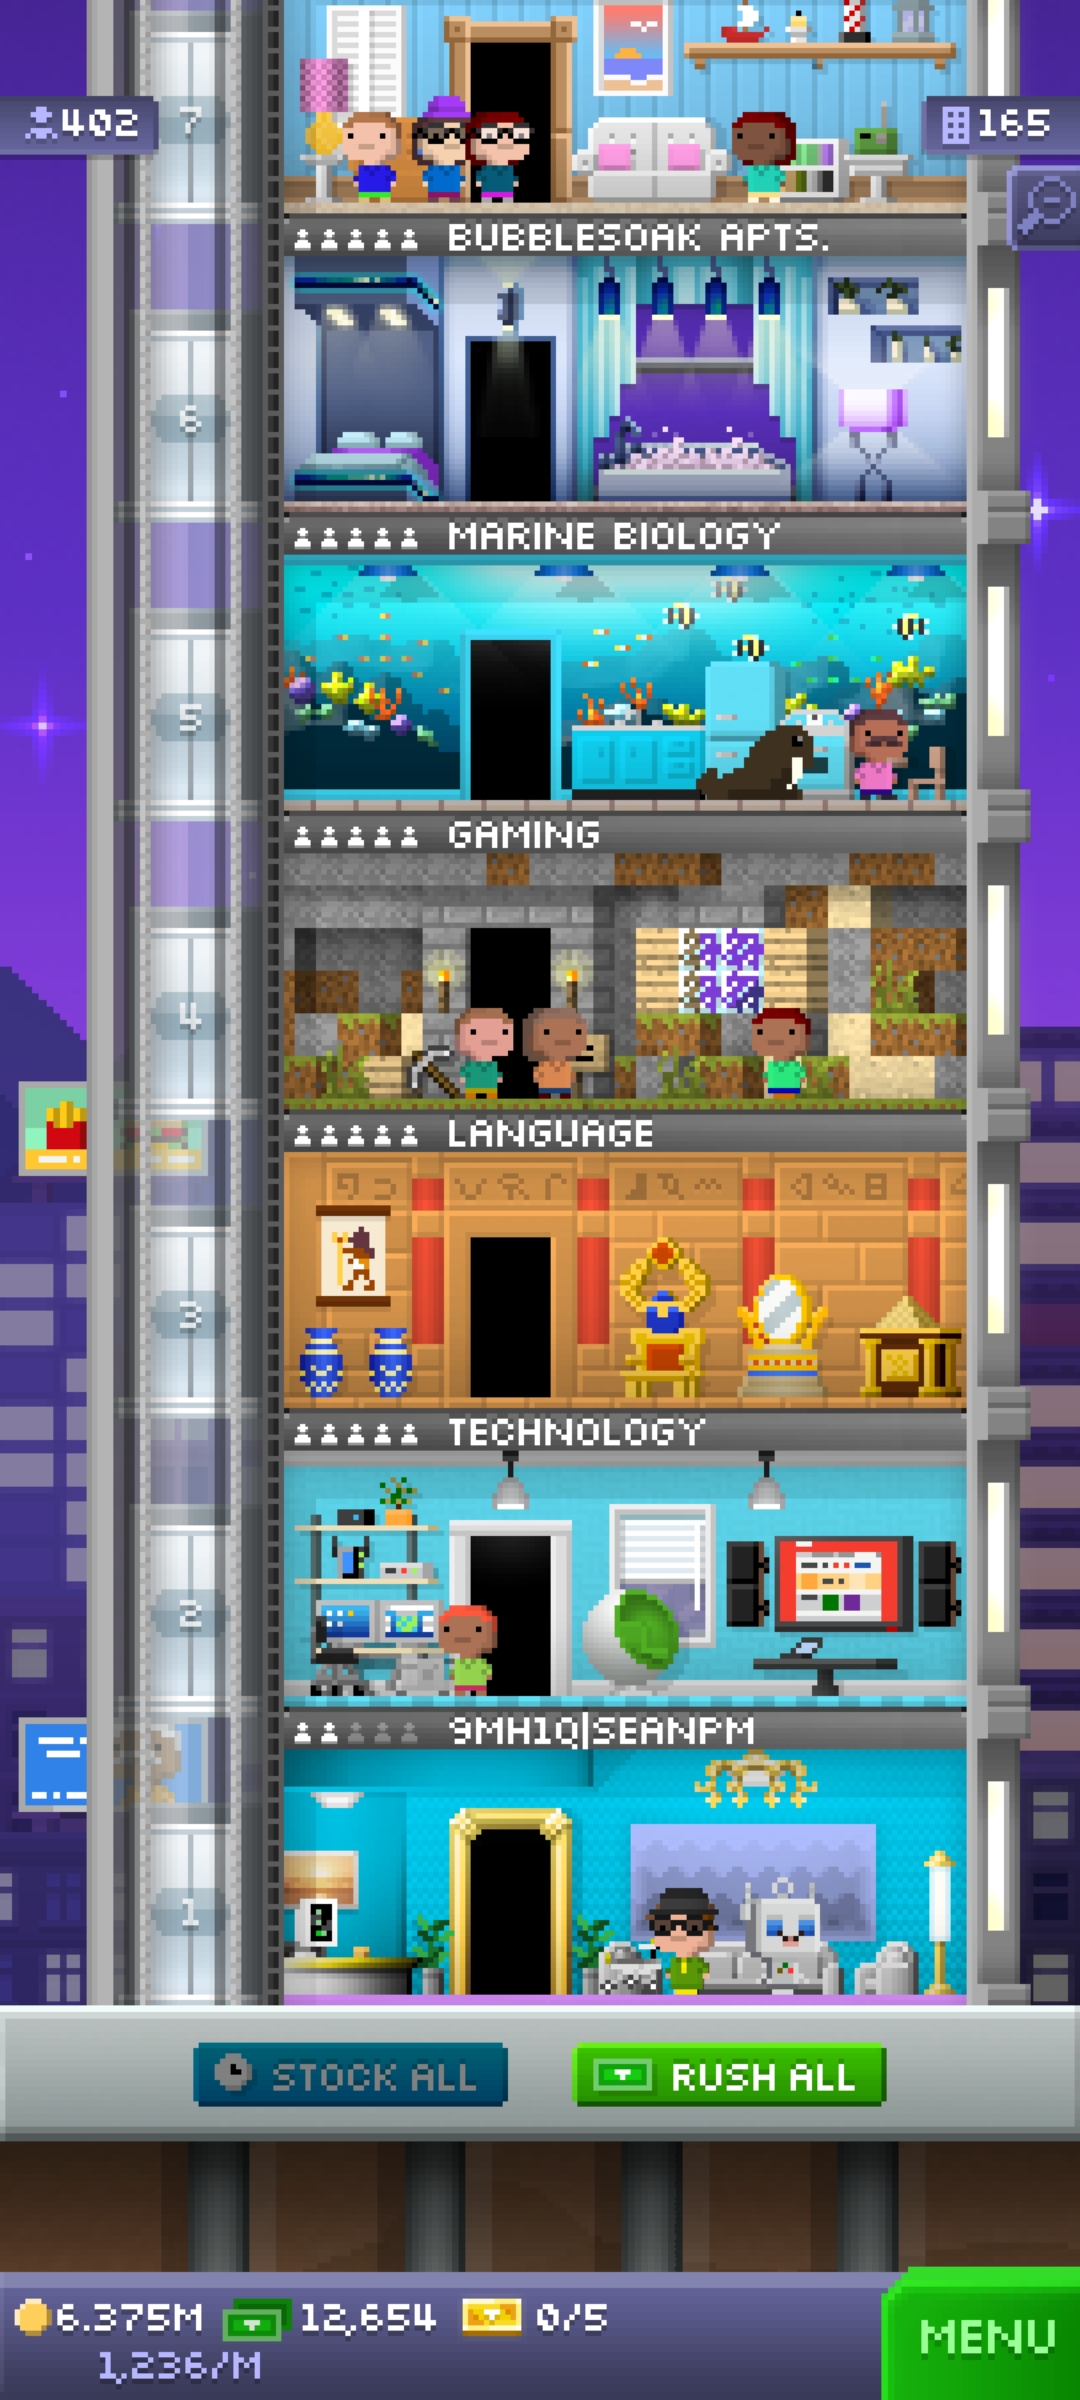 402
7
165
BUBBLESOAK APTS.
6
MARINE BIOLOGY
5
GAMING
4
LANGUAGE
3
TECHNOLOGY
2
9MH1Q|SEANPM
1
STOCK ALL
RUSH ALL
6.375M
12,654
0/5
MENU
1,236/M